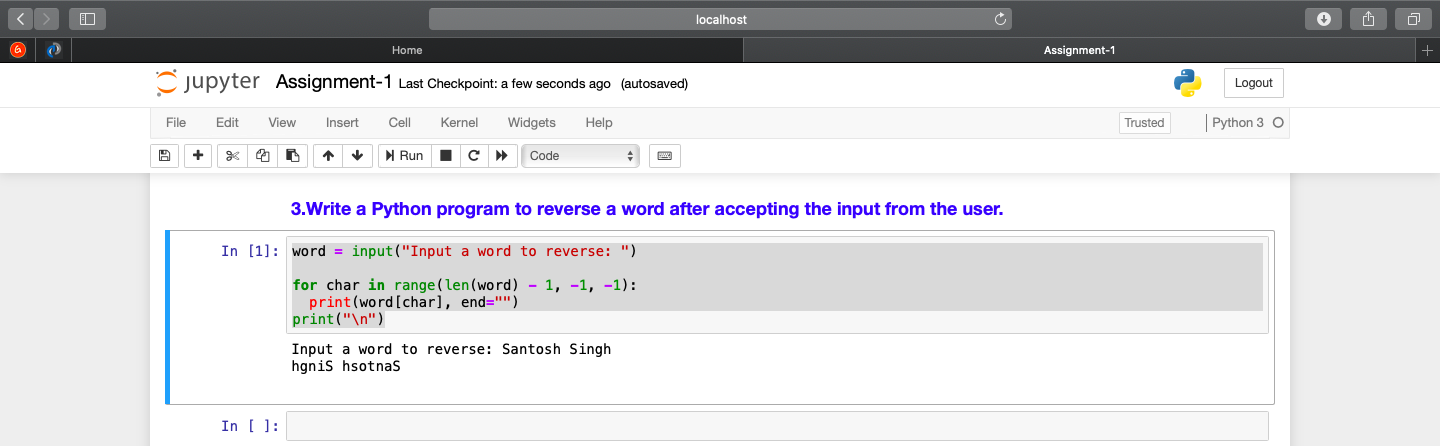 localhost
Home
Assignment-1
jupyter Assignment-1 Last Checkpoint: a few seconds ago (autosaved)
Logout
File Edit View Insert Cell Kernel Widgets Help
Trusted
Python 3
Run
Code
3.Write a Python program to reverse a word after accepting the input from the user.
In [1]:
word = input("Input a word to reverse: ")
for char in range(len(word) - 1, -1, -1):
  print(word[char], end="")
print("\n")
Input a word to reverse: Santosh Singh
hgniS hsotnaS
In [ ]: